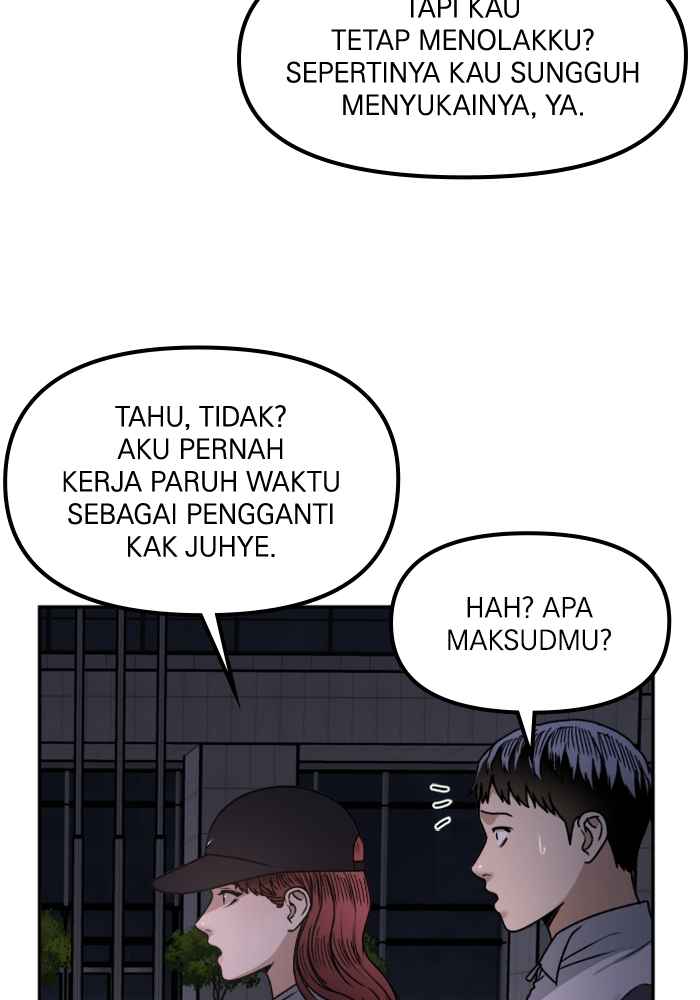 TAPI KAU
TETAP MENOLAKKU?
SEPERTINYA KAU SUNGGUH
MENYUKAINYA, YA.
TAHU, TIDAK?
AKU PERNAH
KERJA PARUH WAKTU
SEBAGAI PENGGANTI
KAK JUHYE.
HAH? APA
MAKSUDMU?